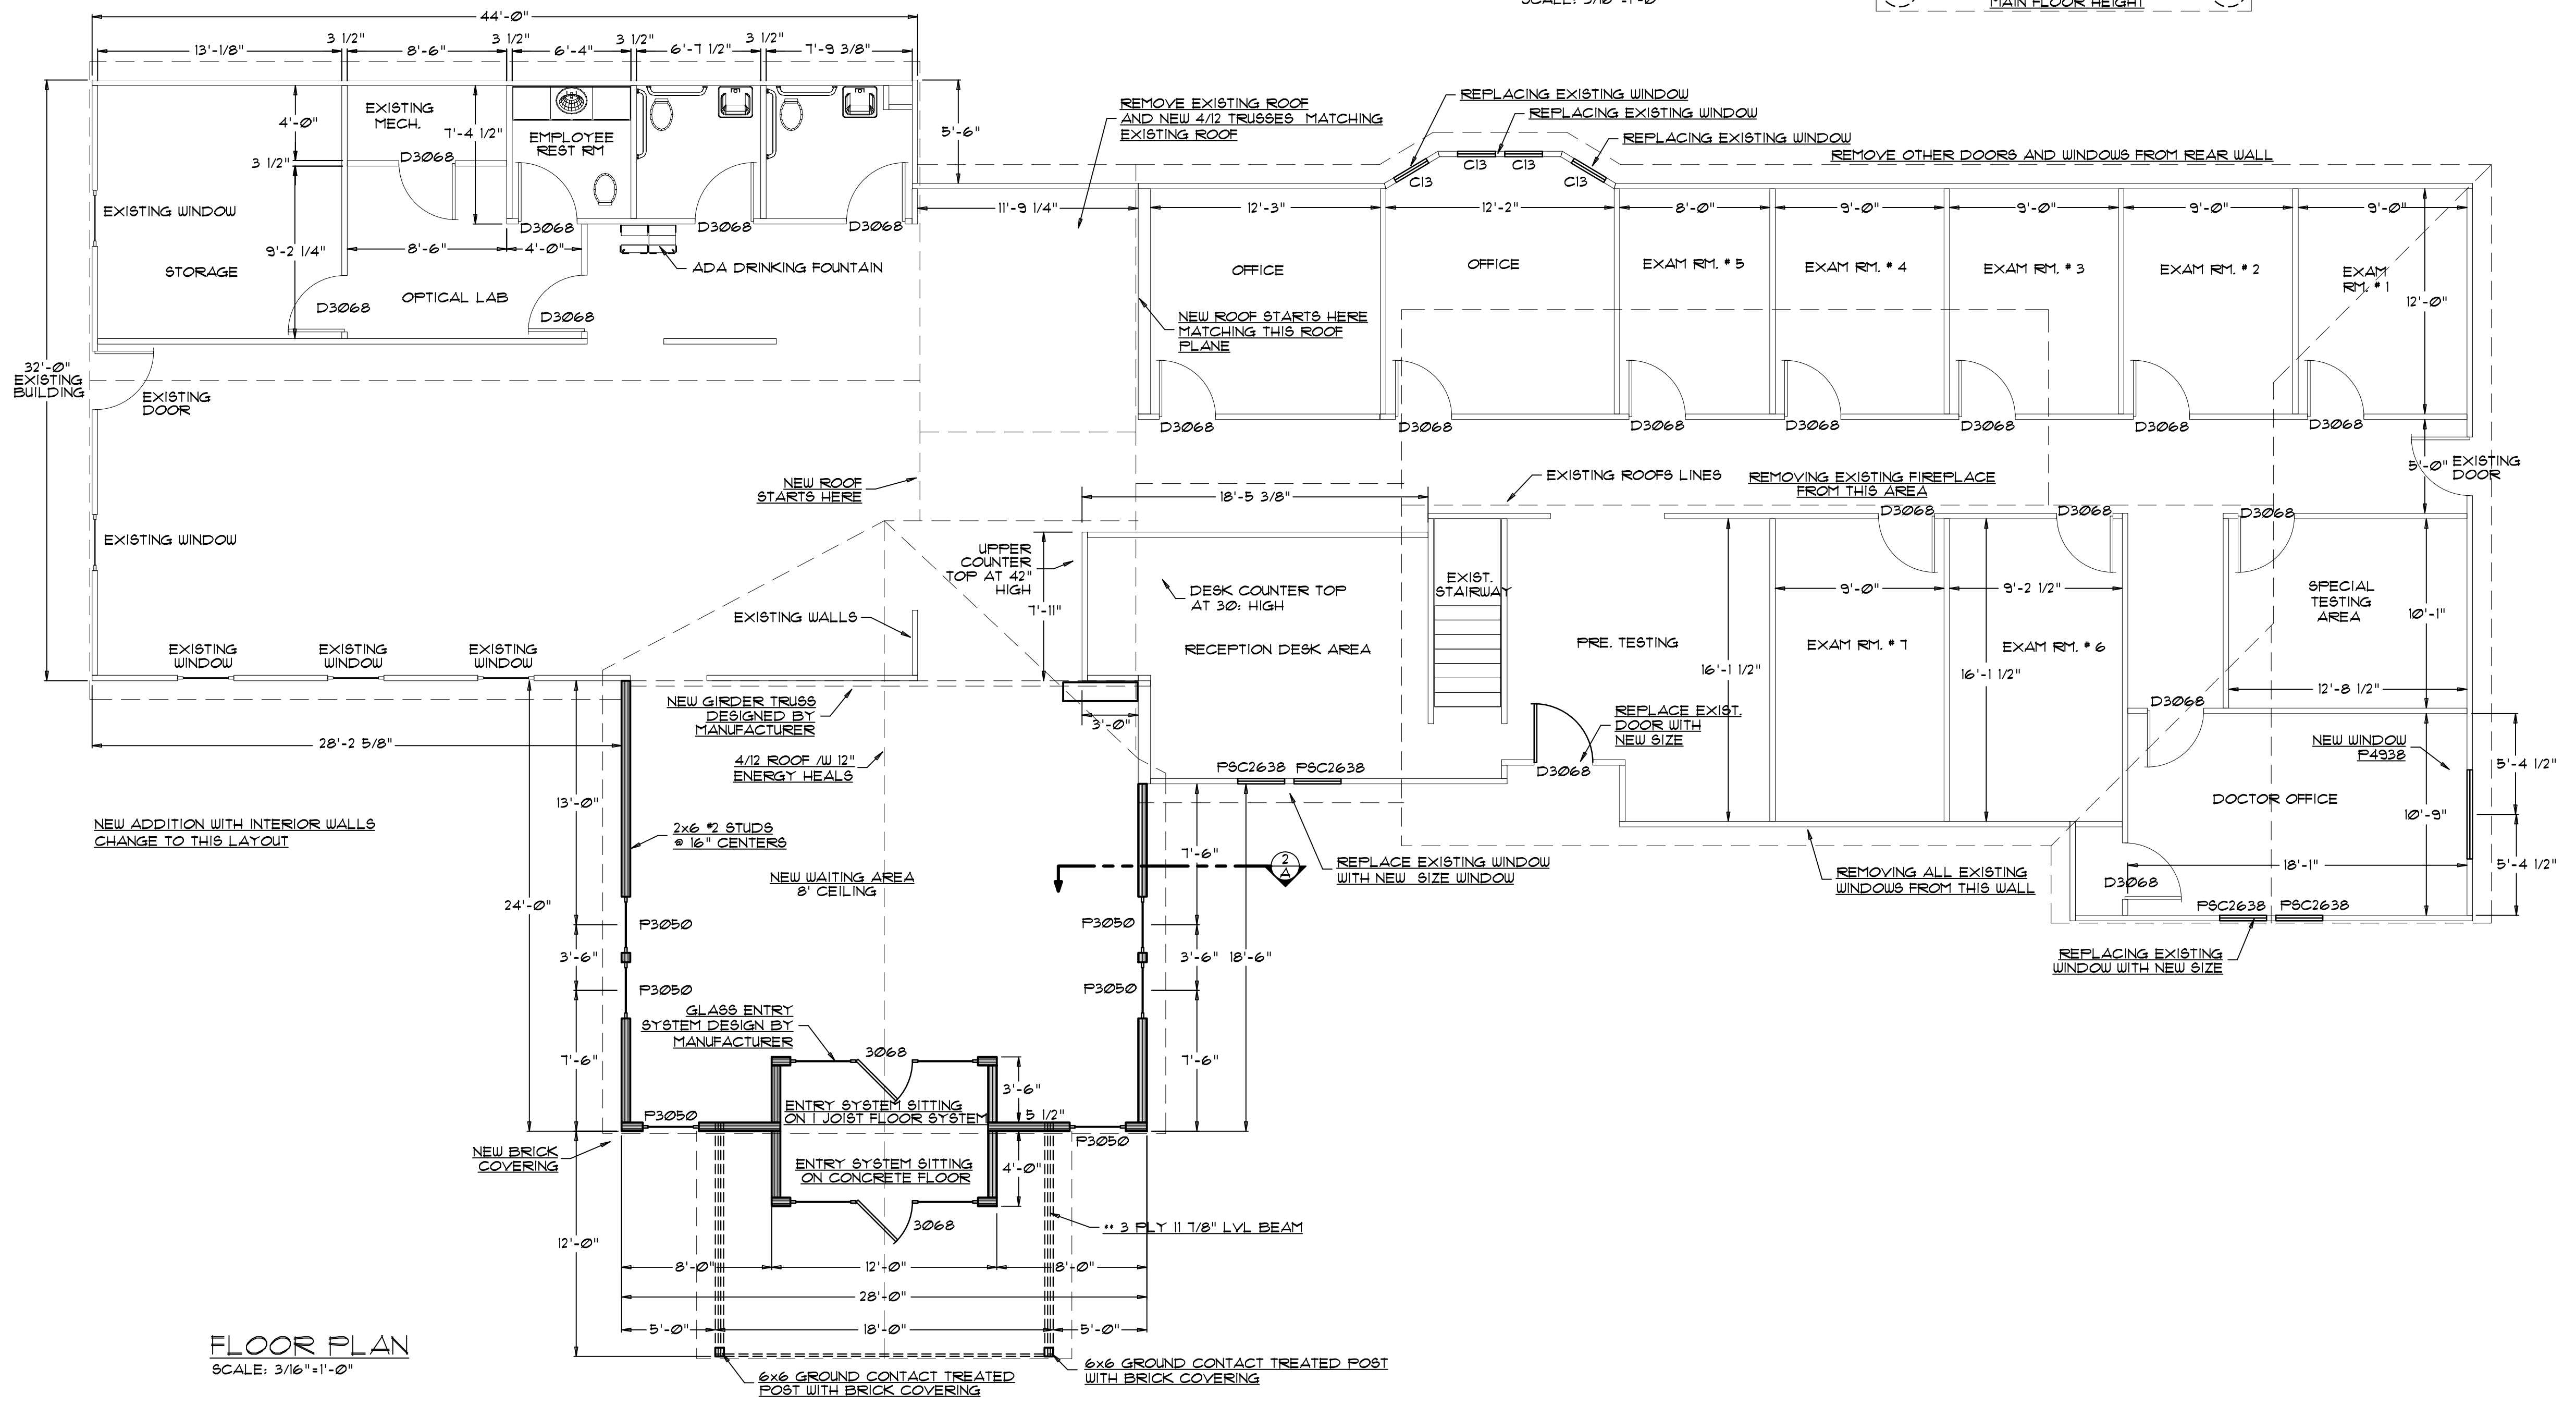 MAIN FLOOR HEIGHT
44'-0"
13'-1/8"
3 1/2"
8'-6"
3 1/2"
6'-4"
3 1/2"
6'-7 1/2"
3 1/2"
7'-9 3/8"
REPLACING EXISTING WINDOW
REPLACING EXISTING WINDOW
REPLACING EXISTING WINDOW
REMOVE EXISTING ROOF
AND NEW 4/12 TRUSSES MATCHING
EXISTING ROOF
REMOVE OTHER DOORS AND WINDOWS FROM REAR WALL
4'-0"
EXISTING
MECH.
7'-4 1/2"
EMPLOYEE
REST RM
5'-6"
3 1/2"
D3068
C13
C13
C13
C13
EXISTING WINDOW
9'-2 1/4"
8'-6"
4'-0"
D3068
D3068
D3068
11'-9 1/4"
12'-3"
12'-2"
8'-0"
9'-0"
9'-0"
9'-0"
9'-0"
STORAGE
ADA DRINKING FOUNTAIN
OPTICAL LAB
D3068
D3068
OFFICE
OFFICE
EXAM RM. # 5
EXAM RM. # 4
EXAM RM. # 3
EXAM RM. # 2
EXAM
RM. # 1
12'-0"
NEW ROOF STARTS HERE
MATCHING THIS ROOF
PLANE
32'-0"
EXISTING
BUILDING
EXISTING
DOOR
D3068
D3068
D3068
D3068
D3068
D3068
D3068
5'-0"
EXISTING
DOOR
NEW ROOF
STARTS HERE
18'-5 3/8"
EXISTING ROOFS LINES
REMOVING EXISTING FIREPLACE
FROM THIS AREA
D3068
D3068
D3068
EXISTING WINDOW
UPPER
COUNTER
TOP AT 42"
HIGH
7'-11"
DESK COUNTER TOP
AT 30: HIGH
EXIST.
STAIRWAY
9'-0"
9'-2 1/2"
SPECIAL
TESTING
AREA
10'-1"
EXISTING WALLS
RECEPTION DESK AREA
PRE. TESTING
EXAM RM. # 7
EXAM RM. # 6
16'-1 1/2"
16'-1 1/2"
EXISTING
WINDOW
EXISTING
WINDOW
EXISTING
WINDOW
12'-8 1/2"
NEW GIRDER TRUSS
DESIGNED BY
MANUFACTURER
3'-0"
REPLACE EXIST.
DOOR WITH
NEW SIZE
D3068
D3068
28'-2 5/8"
4/12 ROOF /W 12"
ENERGY HEALS
PSC2638
PSC2638
NEW WINDOW
P4938
5'-4 1/2"
13'-0"
DOCTOR OFFICE
10'-9"
NEW ADDITION WITH INTERIOR WALLS
CHANGE TO THIS LAYOUT
2x6 #2 STUDS
@ 16" CENTERS
7'-6"
2
A
REPLACE EXISTING WINDOW
WITH NEW SIZE WINDOW
REMOVING ALL EXISTING
WINDOWS FROM THIS WALL
18'-1"
5'-4 1/2"
D3068
NEW WAITING AREA
8' CEILING
24'-0"
PSC2638
PSC2638
P3050
P3050
3'-6"
3'-6"
18'-6"
REPLACING EXISTING
WINDOW WITH NEW SIZE
P3050
P3050
GLASS ENTRY
SYSTEM DESIGN BY
MANUFACTURER
3068
7'-6"
7'-6"
3'-6"
P3050
ENTRY SYSTEM SITTING
ON I JOIST FLOOR SYSTEM
5 1/2"
P3050
NEW BRICK
COVERING
ENTRY SYSTEM SITTING
ON CONCRETE FLOOR
4'-0"
3068
** 3 PLY 11 7/8" LVL BEAM
12'-0"
8'-0"
12'-0"
8'-0"
28'-0"
5'-0"
18'-0"
5'-0"
FLOOR PLAN
SCALE: 3/16"=1'-0"
6x6 GROUND CONTACT TREATED
POST WITH BRICK COVERING
6x6 GROUND CONTACT TREATED POST
WITH BRICK COVERING